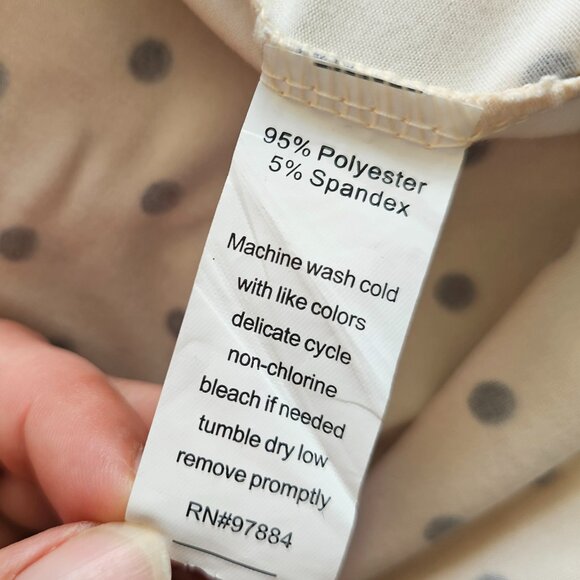 95% Polyester
5% Spandex
Machine wash cold
with like colors
delicate cycle
non-chlorine
bleach if needed
tumble dry low
remove promptly
RN#97884